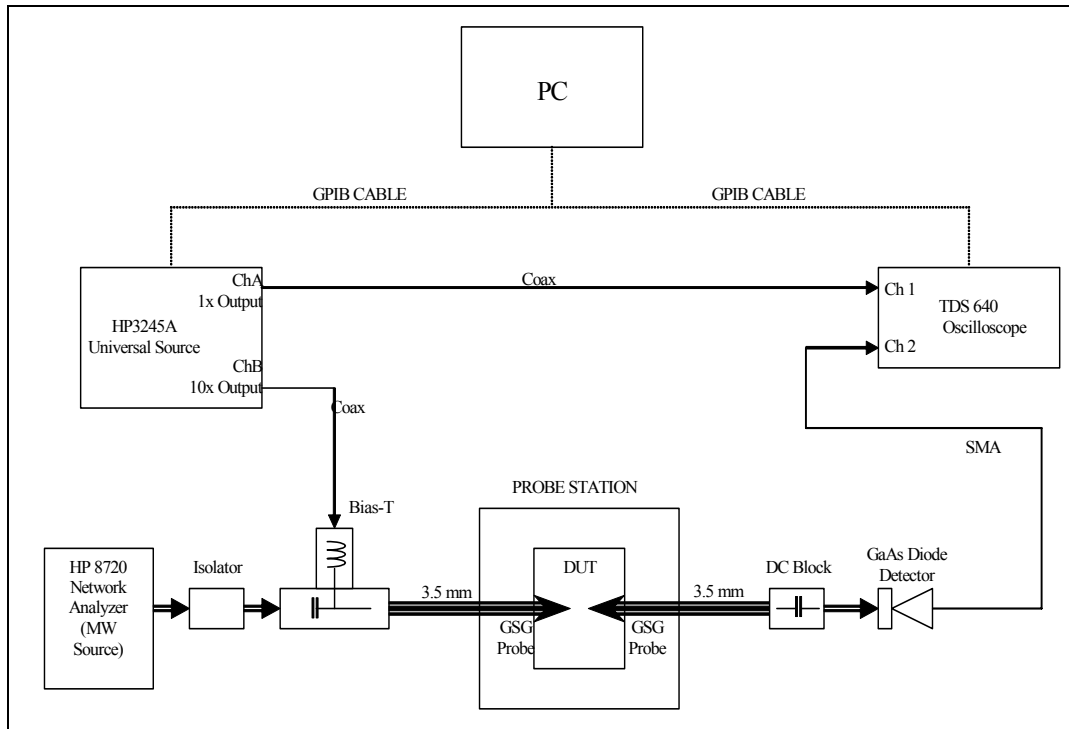 PC
GPIB CABLE
GPIB CABLE
ChA
1x Output
HP3245A
Universal Source
ChB
10x Output
Coax
Ch 1
TDS 640
Oscilloscope
Ch 2
Coax
SMA
Bias-T
PROBE STATION
HP 8720
Network
Analyzer
(MW
Source)
Isolator
3.5 mm
DUT
GSG
Probe
GSG
Probe
3.5 mm
DC Block
GaAs Diode
Detector